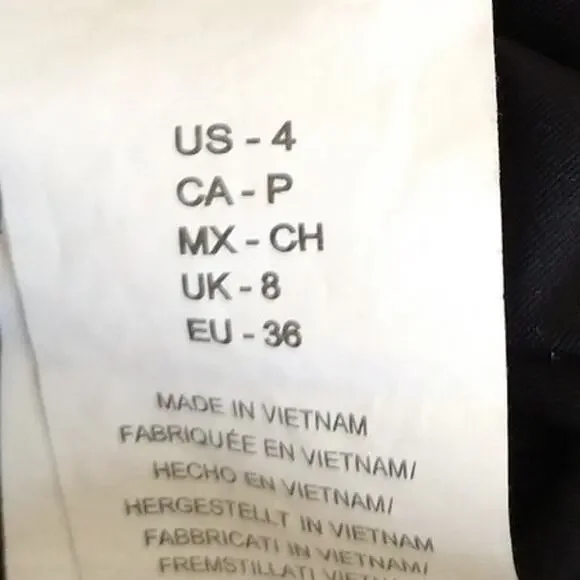 US - 4
CA - P
MX - CH
UK - 8
EU - 36
MADE IN VIETNAM
FABRIQUÉE EN VIETNAM/
HECHO EN VIETNAM/
HERGESTELLT IN VIETNAM
FABBRICATI IN VIETNAM/
FREMSTILLATI